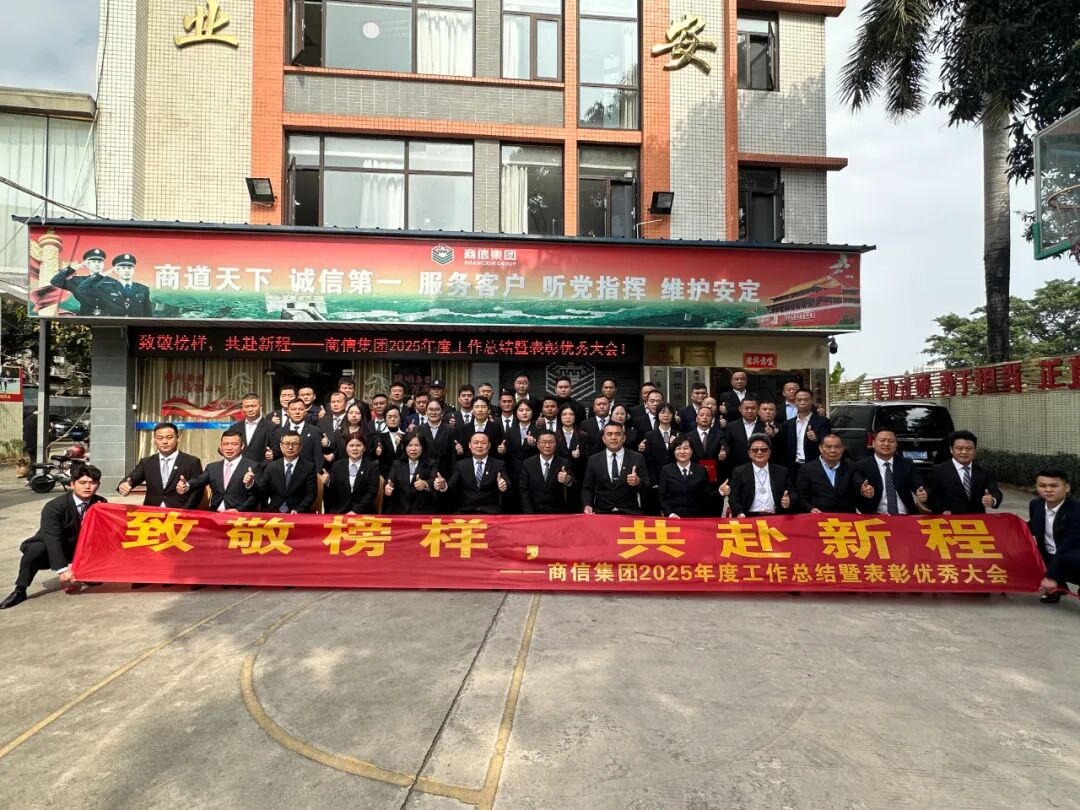 业 安
商信集团
SHANGXIN GROUP
商道天下 诚信第一 服务客户 听党指挥 维护安定
致敬榜样，共赴新程——商信集团2025年度工作总结暨表彰优秀大会！
致敬榜样，共赴新程
——商信集团2025年度工作总结暨表彰优秀大会